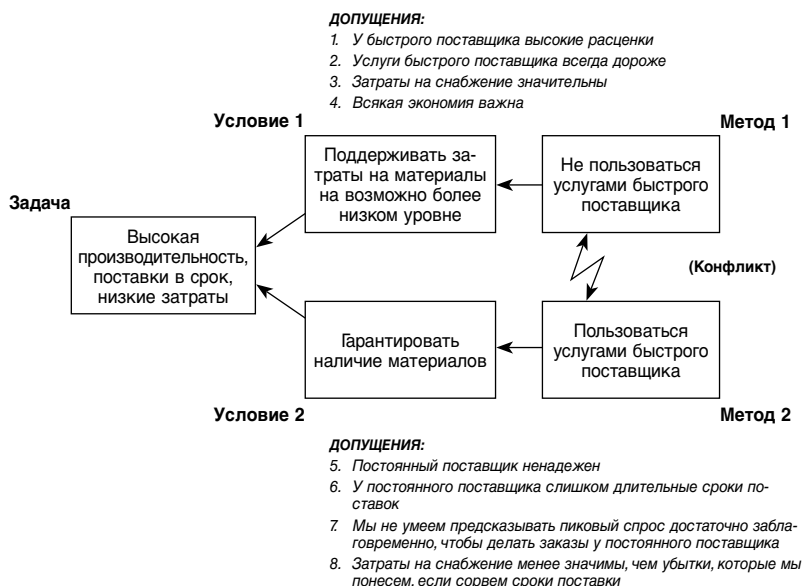 ДОПУЩЕНИЯ:
1. У быстрого поставщика высокие расценки
2. Услуги быстрого поставщика всегда дороже
3. Затраты на снабжение значительны
4. Всякая экономия важна
Условие 1
Метод 1
Поддерживать за-
траты на материалы
на возможно более
низком уровне
Не пользоваться
услугами быстрого
поставщика
Задача
Высокая
производительность,
поставки в срок,
низкие затраты
(Конфликт)
Гарантировать
наличие материалов
Пользоваться
услугами быстрого
поставщика
Условие 2
Метод 2
ДОПУЩЕНИЯ:
5. Постоянный поставщик ненадежен
6. У постоянного поставщика слишком длительные сроки по-
ставок
7. Мы не умеем предсказывать пиковый спрос достаточно забла-
говременно, чтобы делать заказы у постоянного поставщика
8. Затраты на снабжение менее значимы, чем убытки, которые мы
понесем, если сорвем сроки поставки